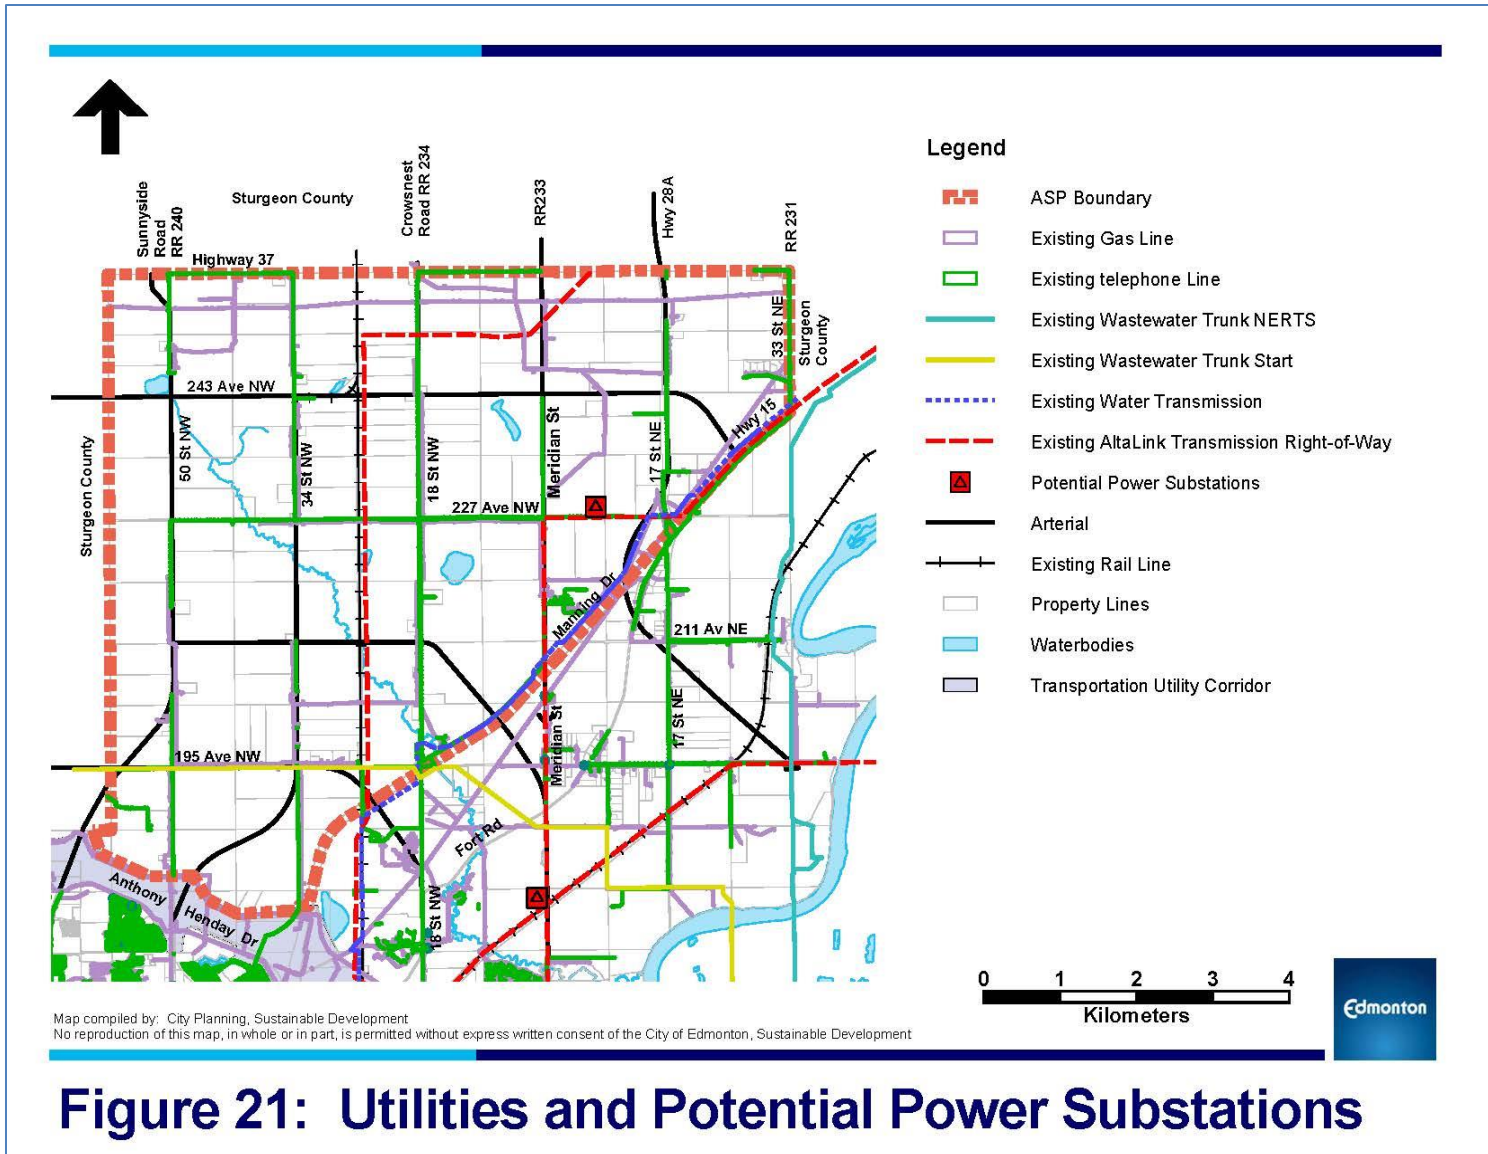 Sturgeon County
Sunnyside
Road
RR 240
Crowsnest
Road RR 234
RR233
Hwy 28A
RR 231
Highway 37
33 St NE
Sturgeon
County
243 Ave NW
Hwy 15
50 St NW
34 St NW
18 St NW
Meridian St
17 St NE
Sturgeon County
227 Ave NW
Manning Dr
211 Av NE
195 Ave NW
Meridian St
17 St NE
Fort Rd
Anthony
Henday Dr
18 St NW
Legend
ASP Boundary
Existing Gas Line
Existing telephone Line
Existing Wastewater Trunk NERTS
Existing Wastewater Trunk Start
Existing Water Transmission
Existing AltaLink Transmission Right-of-Way
Potential Power Substations
Arterial
Existing Rail Line
Property Lines
Waterbodies
Transportation Utility Corridor
0 1 2 3 4
Kilometers
Edmonton
Map compiled by: City Planning, Sustainable Development
No reproduction of this map, in whole or in part, is permitted without express written consent of the City of Edmonton, Sustainable Development
Figure 21: Utilities and Potential Power Substations